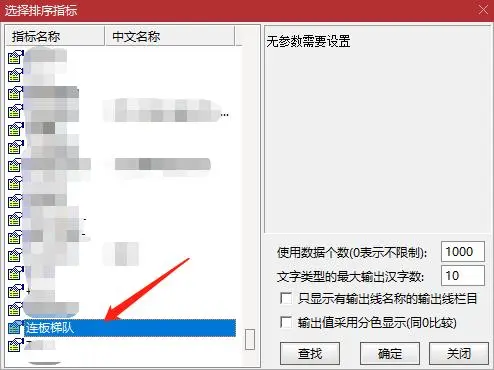 选择排序指标
指标名称 中文名称
无参数需要设置
...
连板梯队
使用数据个数(0表示不限制): 1000
文字类型的最大输出汉字数: 10
只显示有输出线名称的输出线栏目
输出值采用分色显示(同0比较)
查找 确定 关闭